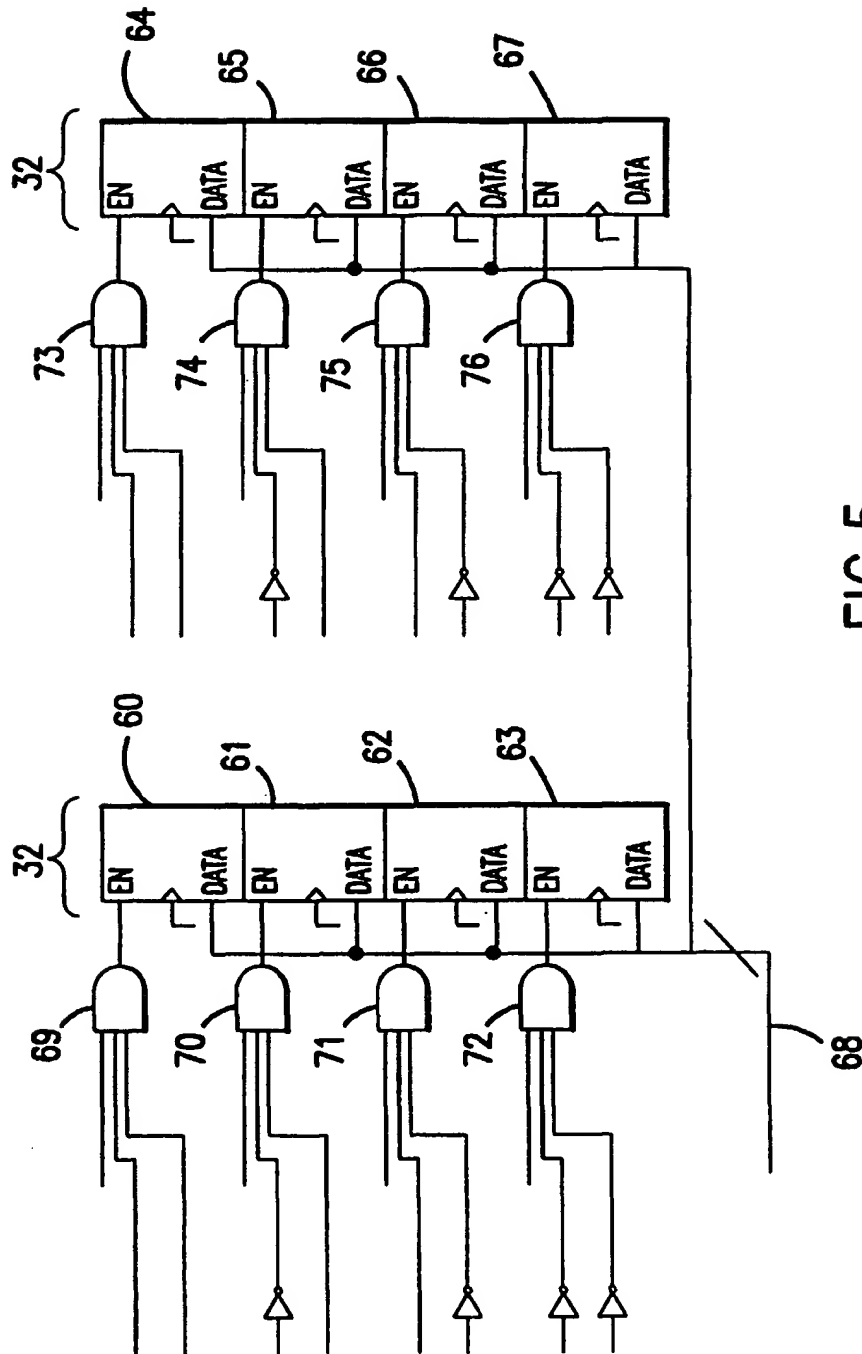 32
60
69
EN
DATA
61
70
EN
DATA
62
71
EN
DATA
63
72
EN
DATA
68
32
64
73
EN
DATA
65
74
EN
DATA
66
75
EN
DATA
67
76
EN
DATA
FIG. 5